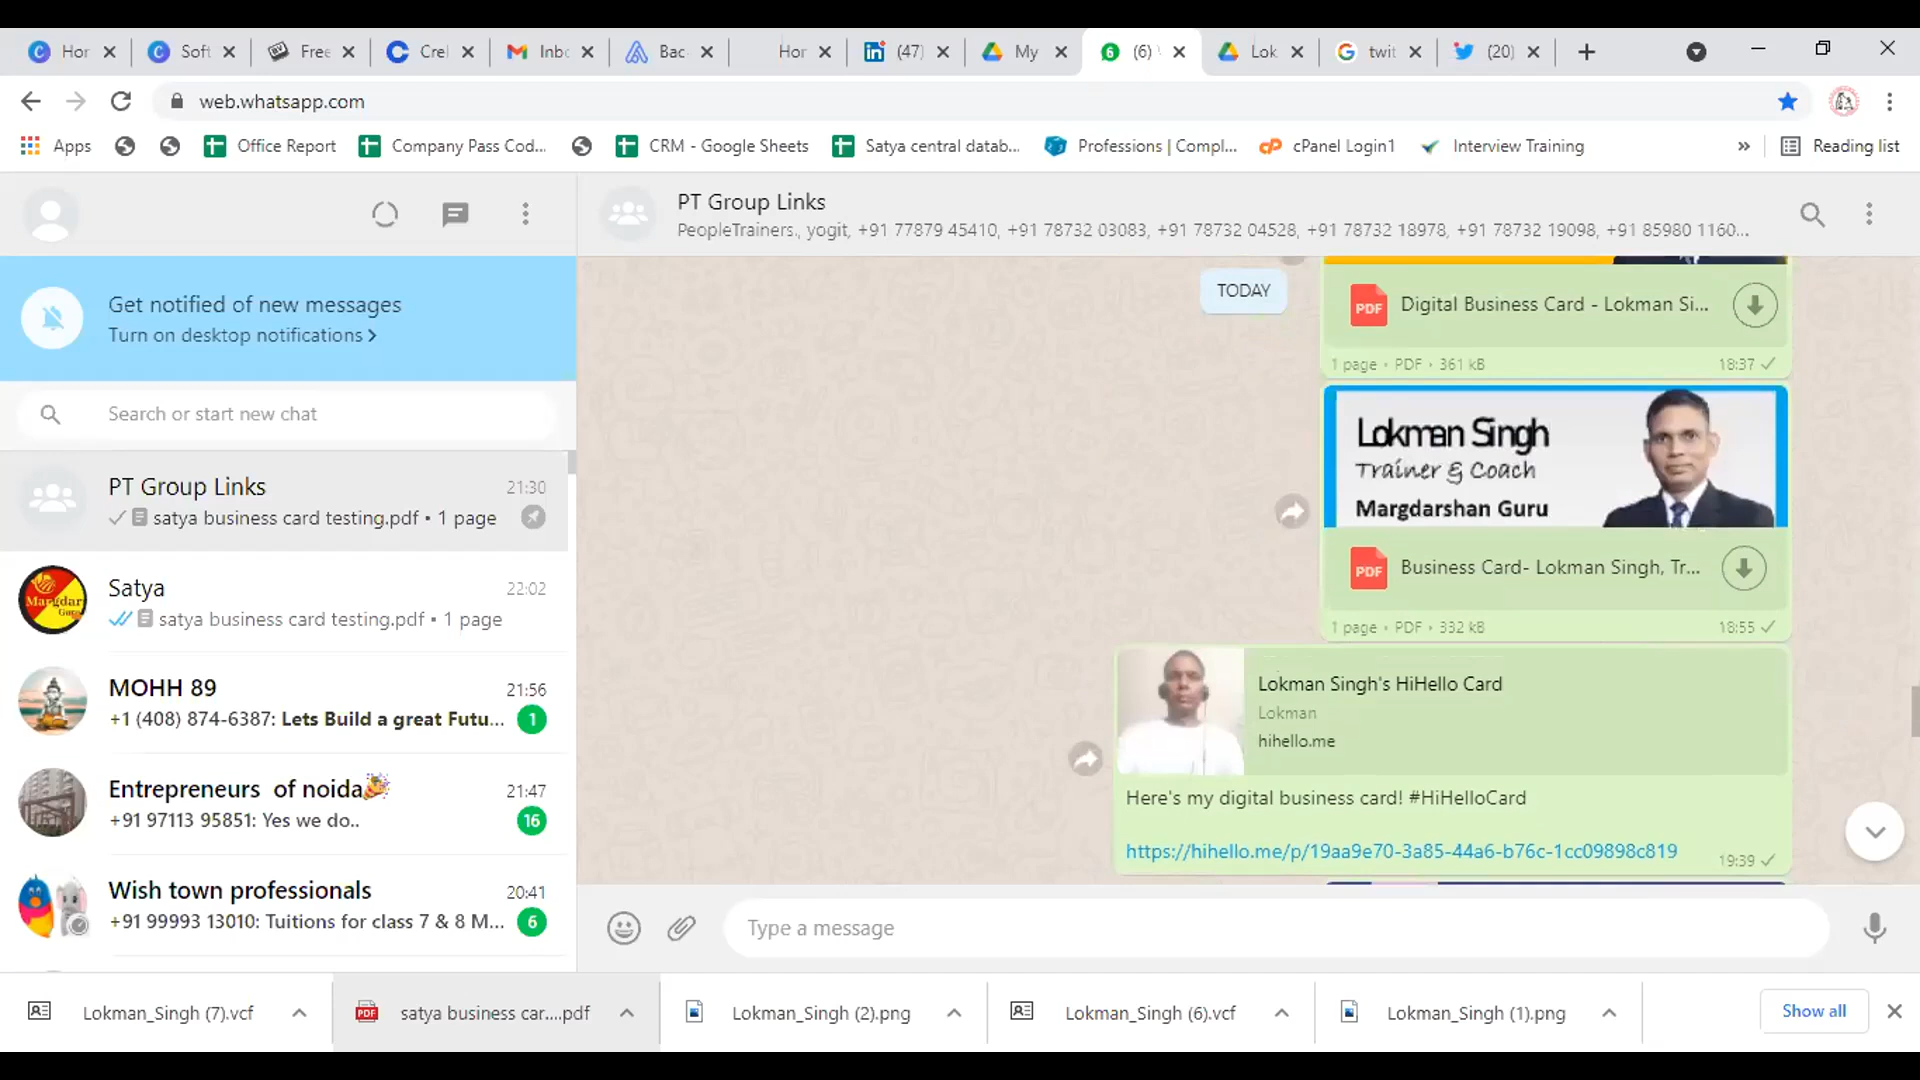 Hor
Soft
Free
Crel
Inbo
Bac
Hor
(47)
My
(6)
Lok
twit
(20)
web.whatsapp.com
Apps
Office Report
Company Pass Cod...
CRM - Google Sheets
Satya central datab...
Professions | Compl...
cPanel Login1
Interview Training
»
Reading list
PT Group Links
PeopleTrainers., yogit, +91 77879 45410, +91 78732 03083, +91 78732 04528, +91 78732 18978, +91 78732 19098, +91 85980 1160...
Get notified of new messages
Turn on desktop notifications >
Search or start new chat
PT Group Links
21:30
satya business card testing.pdf • 1 page
Satya
22:02
satya business card testing.pdf • 1 page
MOHH 89
21:56
+1 (408) 874-6387: Lets Build a great Futu...
1
Entrepreneurs of noida🎉
21:47
+91 97113 95851: Yes we do..
16
Wish town professionals
20:41
+91 99993 13010: Tuitions for class 7 & 8 M...
6
TODAY
PDF
Digital Business Card - Lokman Si...
1 page • PDF • 361 kB
18:37
Lokman Singh
Trainer & Coach
Margdarshan Guru
PDF
Business Card- Lokman Singh, Tr...
1 page • PDF • 332 kB
18:55
Lokman Singh's HiHello Card
Lokman
hihello.me
Here's my digital business card! #HiHelloCard
https://hihello.me/p/19aa9e70-3a85-44a6-b76c-1cc09898c819
19:39
Type a message
Lokman_Singh (7).vcf
PDF
satya business car....pdf
Lokman_Singh (2).png
Lokman_Singh (6).vcf
Lokman_Singh (1).png
Show all